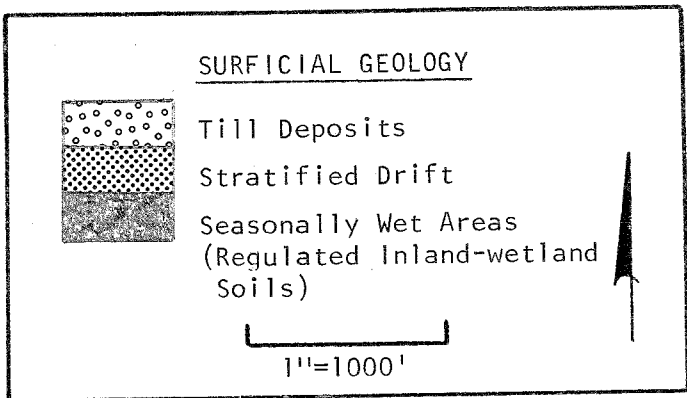 SURFICIAL GEOLOGY
Till Deposits
Stratified Drift
Seasonally Wet Areas
(Regulated Inland-wetland
Soils)
1"=1000'